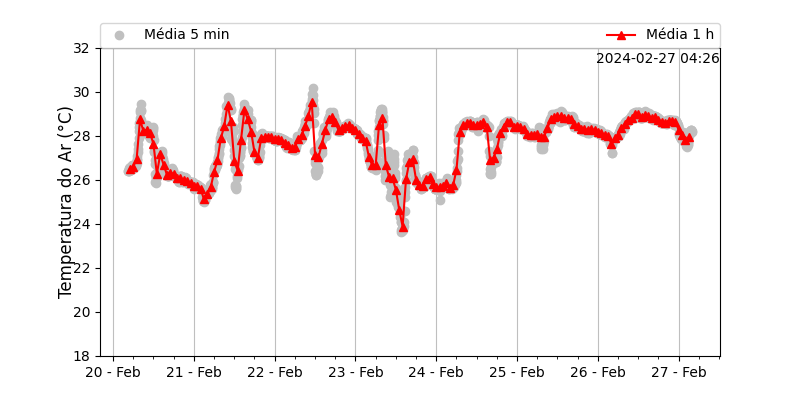 Média 5 min
Média 1 h
2024-02-27 04:26
Temperatura do Ar (°C)
32
30
28
26
24
22
20
18
20 - Feb
21 - Feb
22 - Feb
23 - Feb
24 - Feb
25 - Feb
26 - Feb
27 - Feb